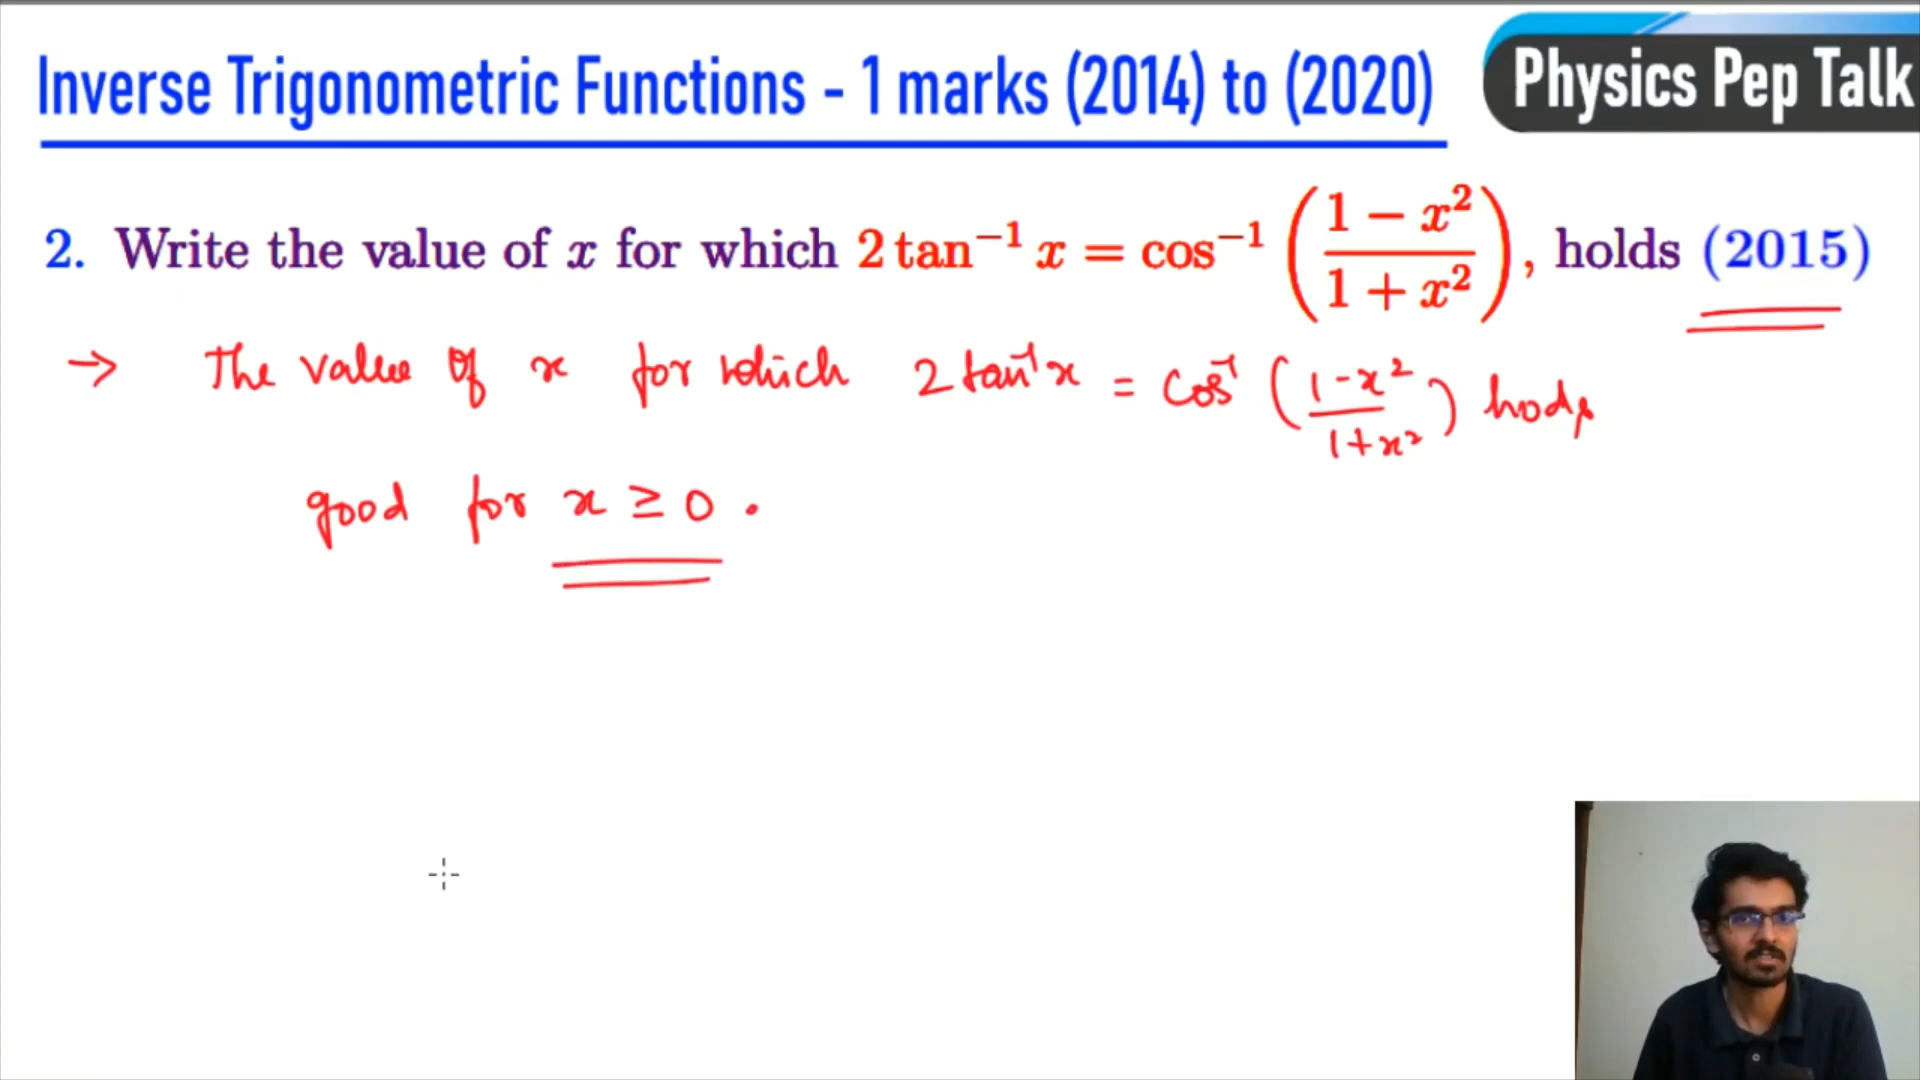 Inverse Trigonometric Functions - 1 marks (2014) to (2020)
Physics Pep Talk
2. Write the value of x for which 2 tan⁻¹ x = cos⁻¹ ((1 − x²)/(1 + x²)), holds (2015)
→ The value of x for which 2 tan⁻¹x = cos⁻¹ ((1-x²)/(1+x²)) hods
good for x ≥ 0 .